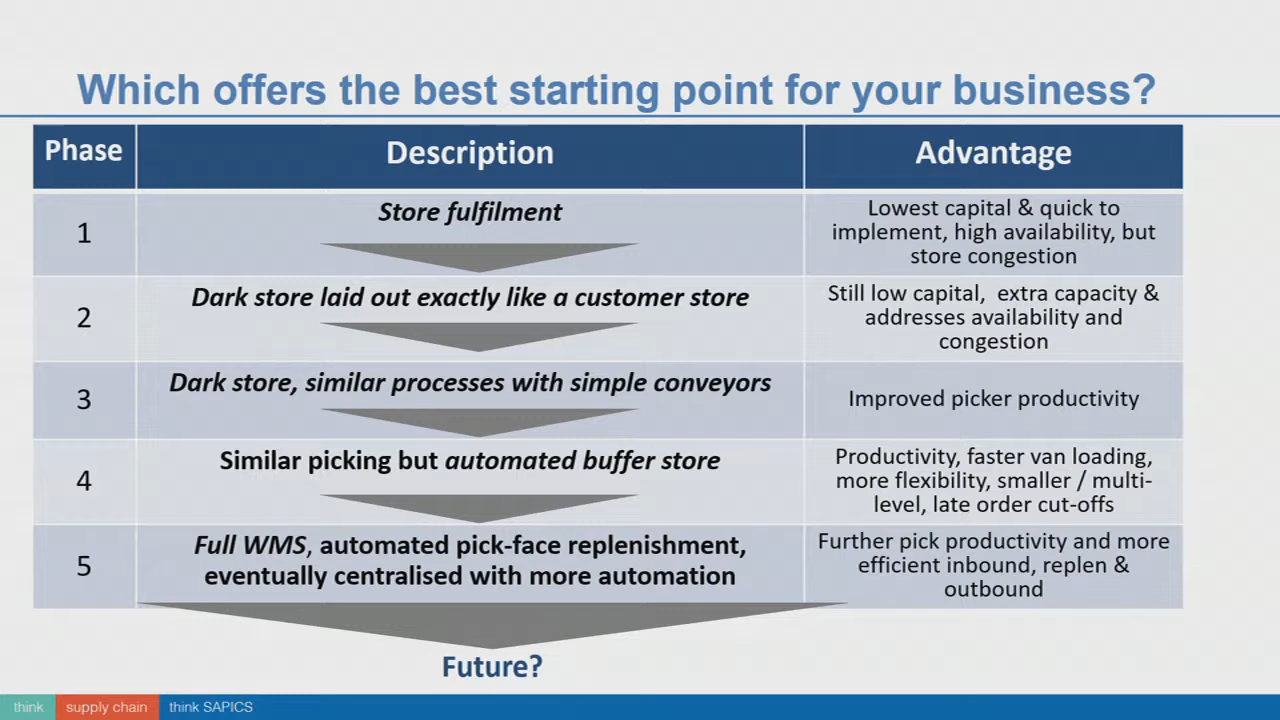 Which offers the best starting point for your business?
Phase
Description
Advantage
1
Store fulfilment
Lowest capital & quick to
implement, high availability, but
store congestion
2
Dark store laid out exactly like a customer store
Still low capital, extra capacity &
addresses availability and
congestion
3
Dark store, similar processes with simple conveyors
Improved picker productivity
4
Similar picking but automated buffer store
Productivity, faster van loading,
more flexibility, smaller / multi-
level, late order cut-offs
5
Full WMS, automated pick-face replenishment,
eventually centralised with more automation
Further pick productivity and more
efficient inbound, replen &
outbound
Future?
think supply chain think SAPICS